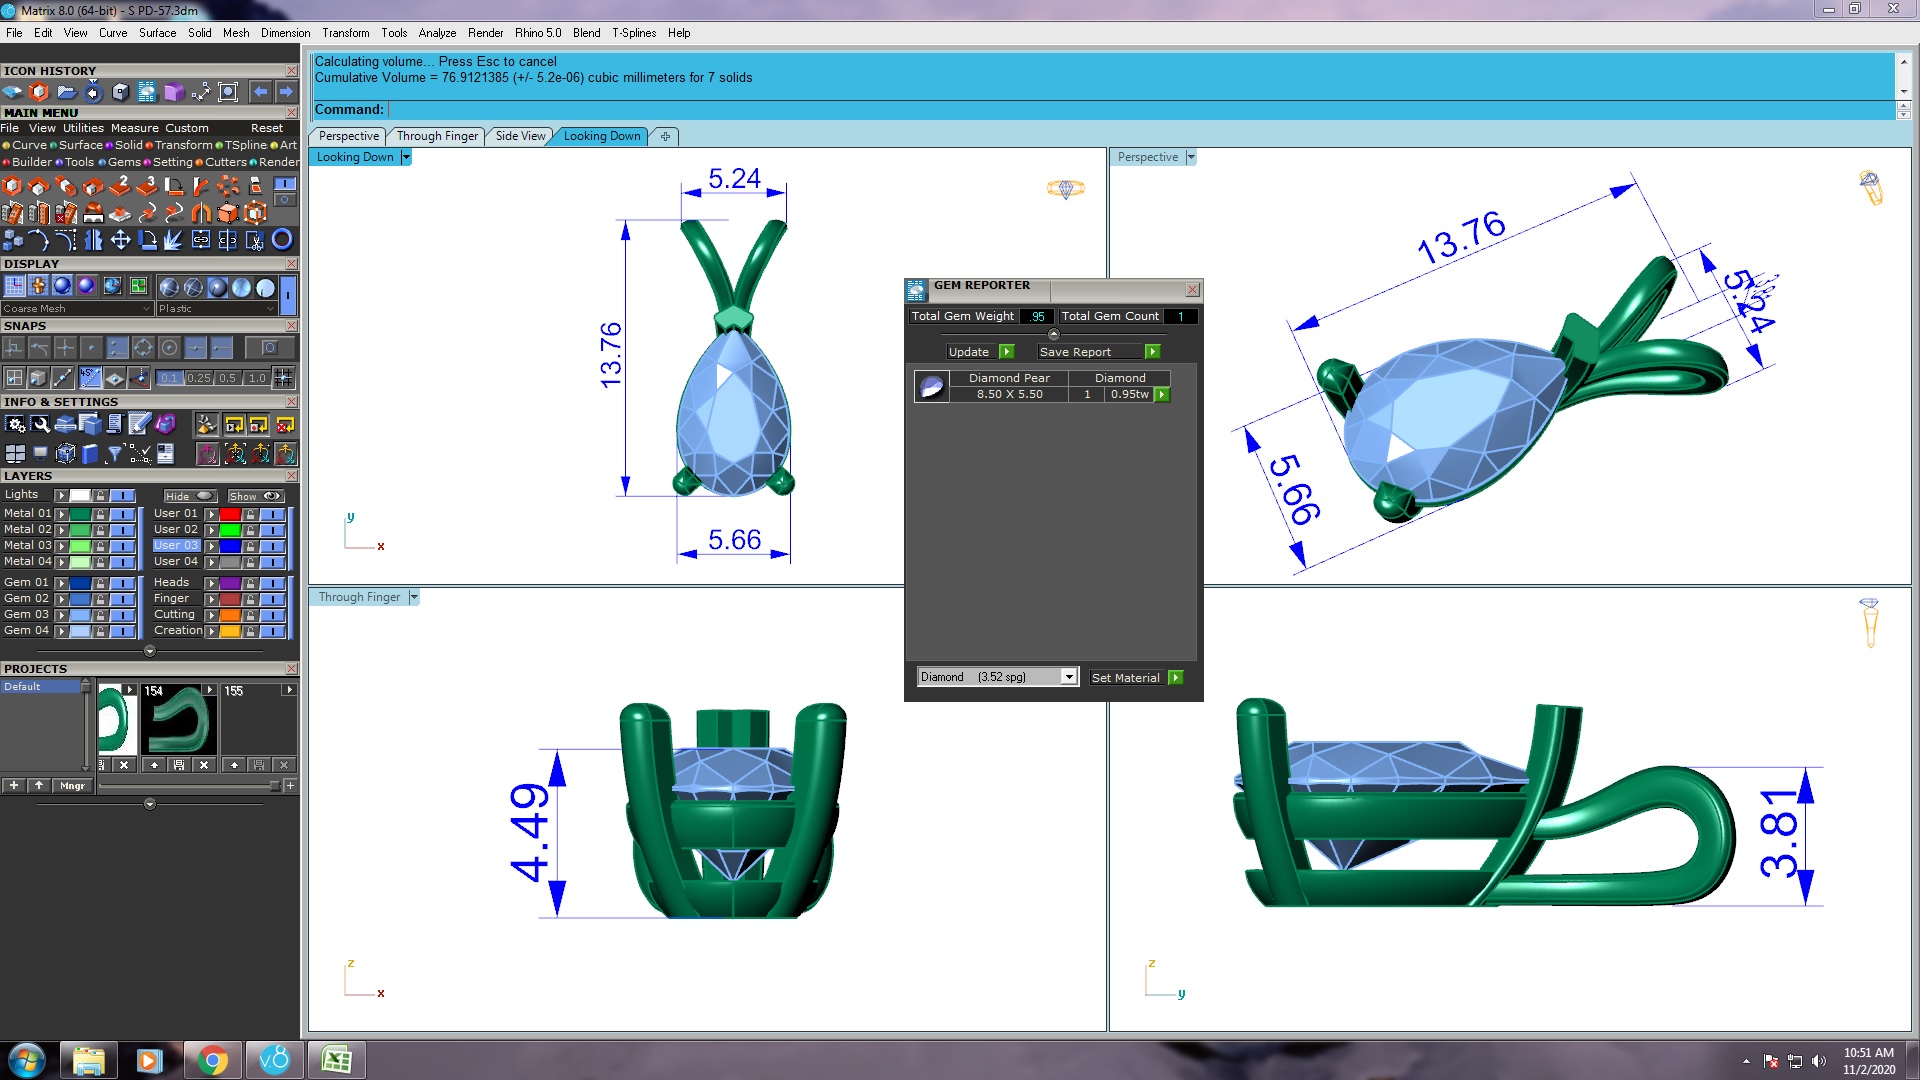 Matrix 8.0 (64-bit) - S PD-57.3dm
File Edit View Curve Surface Solid Mesh Dimension Transform Tools Analyze Render Rhino 5.0 Blend T-Splines Help
ICON HISTORY
Calculating volume... Press Esc to cancel
Cumulative Volume = 76.9121385 (+/- 5.2e-06) cubic millimeters for 7 solids
Command:
MAIN MENU
File View Utilities Measure Custom Reset
Curve Surface Solid Transform TSpline Art
Builder Tools Gems Setting Cutters Render
Perspective Through Finger Side View Looking Down
Looking Down
5.24
13.76
5.66
y
x
Perspective
13.76
5.24
5.66
DISPLAY
Coarse Mesh Plastic
SNAPS
45°
0.1 0.25 0.5 1.0
INFO & SETTINGS
LAYERS
Lights Hide Show
Metal 01 User 01
Metal 02 User 02
Metal 03 User 03
Metal 04 User 04
Gem 01 Heads
Gem 02 Finger
Gem 03 Cutting
Gem 04 Creation
PROJECTS
Default
154 155
Mngr
GEM REPORTER
Total Gem Weight .95 Total Gem Count 1
Update Save Report
Diamond Pear Diamond
8.50 X 5.50 1 0.95tw
Diamond (3.52 spg) Set Material
Through Finger
4.49
z
x
3.81
z
y
v8
10:51 AM
11/2/2020